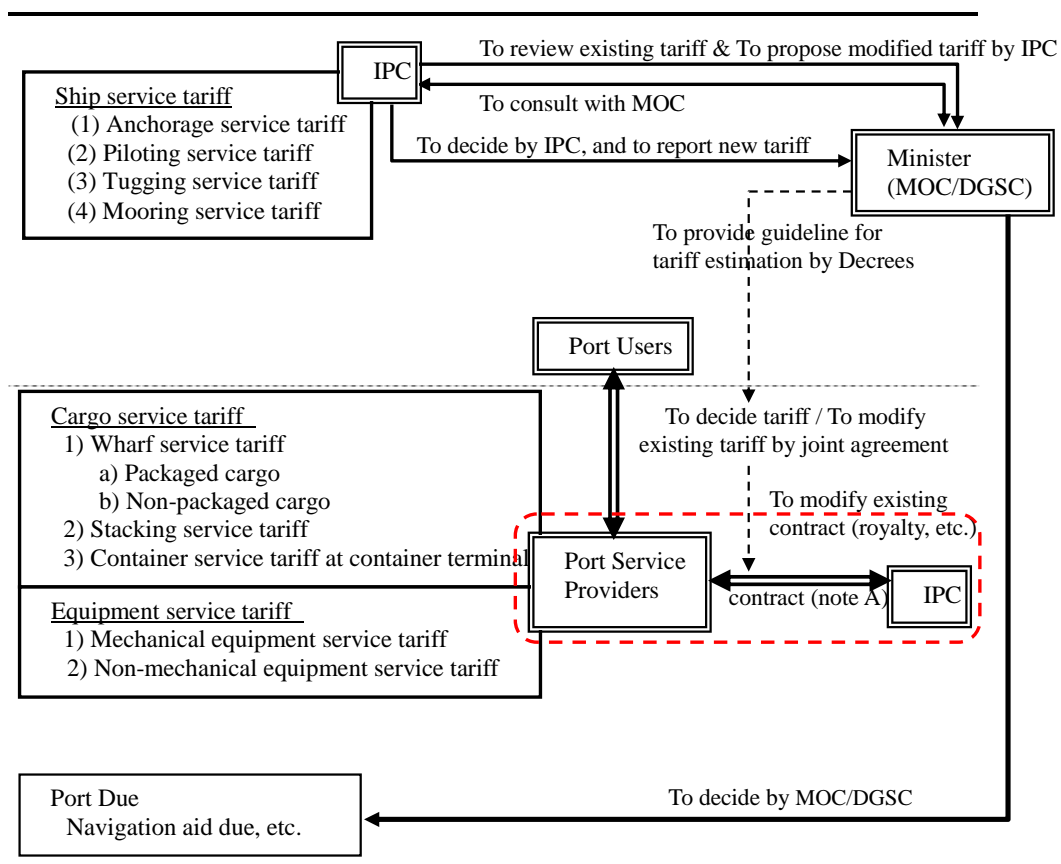 To review existing tariff & To propose modified tariff by IPC
IPC
Ship service tariff
(1) Anchorage service tariff
(2) Piloting service tariff
(3) Tugging service tariff
(4) Mooring service tariff
To consult with MOC
To decide by IPC, and to report new tariff
Minister
(MOC/DGSC)
To provide guideline for
tariff estimation by Decrees
Port Users
Cargo service tariff
1) Wharf service tariff
a) Packaged cargo
b) Non-packaged cargo
2) Stacking service tariff
3) Container service tariff at container terminal
To decide tariff / To modify
existing tariff by joint agreement
To modify existing
contract (royalty, etc.)
Port Service
Providers
contract (note A)
IPC
Equipment service tariff
1) Mechanical equipment service tariff
2) Non-mechanical equipment service tariff
Port Due
Navigation aid due, etc.
To decide by MOC/DGSC